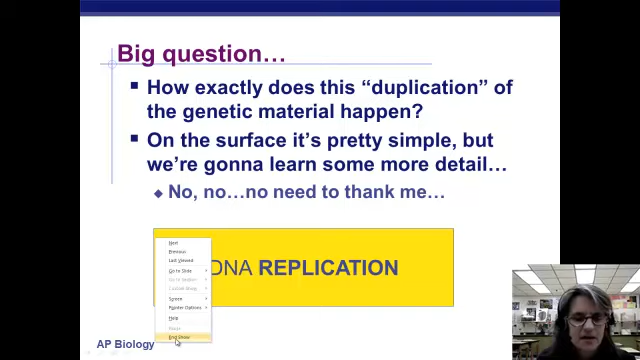 Big question…
How exactly does this “duplication” of
the genetic material happen?
On the surface it’s pretty simple, but
we’re gonna learn some more detail…
No, no…no need to thank me…
Next
Previous
Last Viewed
Go to Slide
Go to Section
Custom Show
Screen
Pointer Options
Help
Pause
End Show
DNA REPLICATION
AP Biology